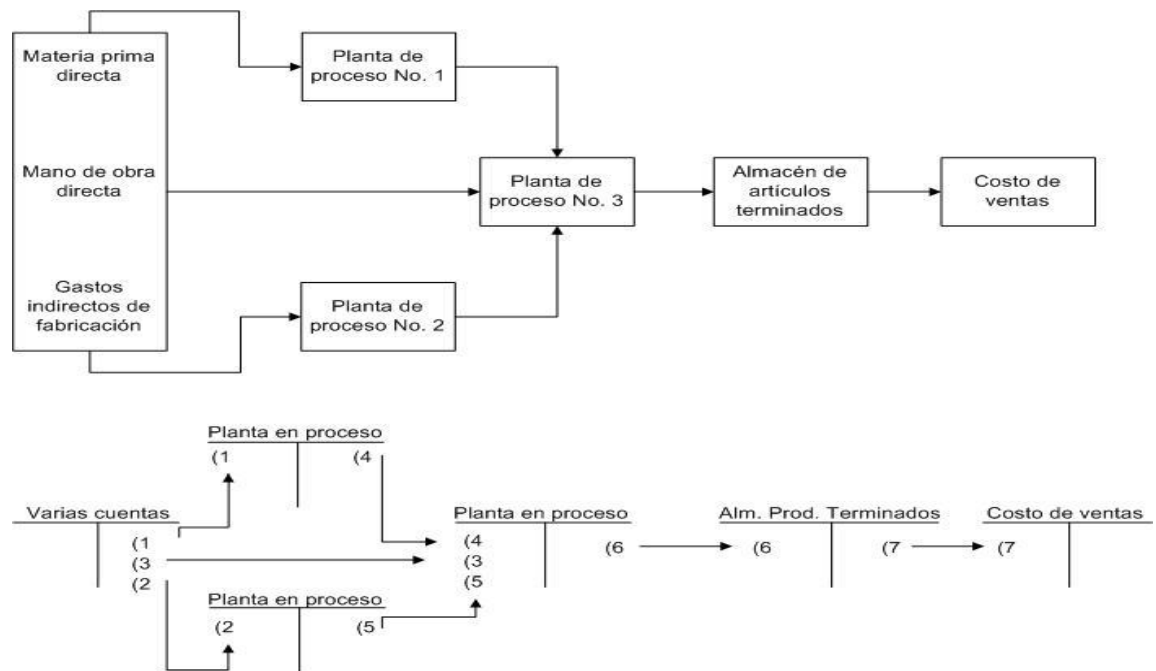 Materia prima
directa
Mano de obra
directa
Gastos
indirectos de
fabricación
Planta de
proceso No. 1
Planta de
proceso No. 3
Planta de
proceso No. 2
Almacén de
artículos
terminados
Costo de
ventas
Planta en proceso
(1 (4
Varias cuentas
(1
(3
(2
Planta en proceso
(2 (5
Planta en proceso
(4
(3
(5
(6
Alm. Prod. Terminados
(6 (7
Costo de ventas
(7